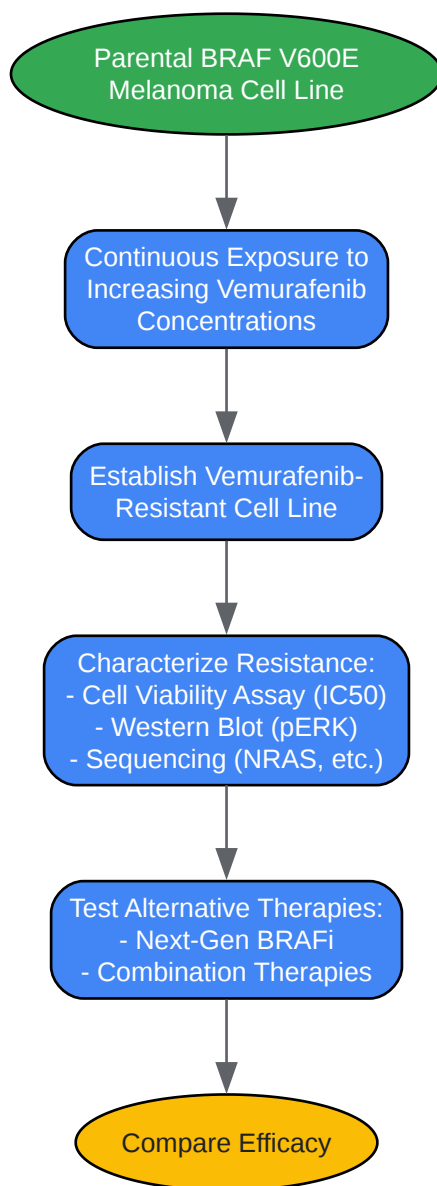 Parental BRAF V600E
Melanoma Cell Line
Continuous Exposure to
Increasing Vemurafenib
Concentrations
Establish Vemurafenib-
Resistant Cell Line
Characterize Resistance:
- Cell Viability Assay (IC50)
- Western Blot (pERK)
- Sequencing (NRAS, etc.)
Test Alternative Therapies:
- Next-Gen BRAFi
- Combination Therapies
Compare Efficacy